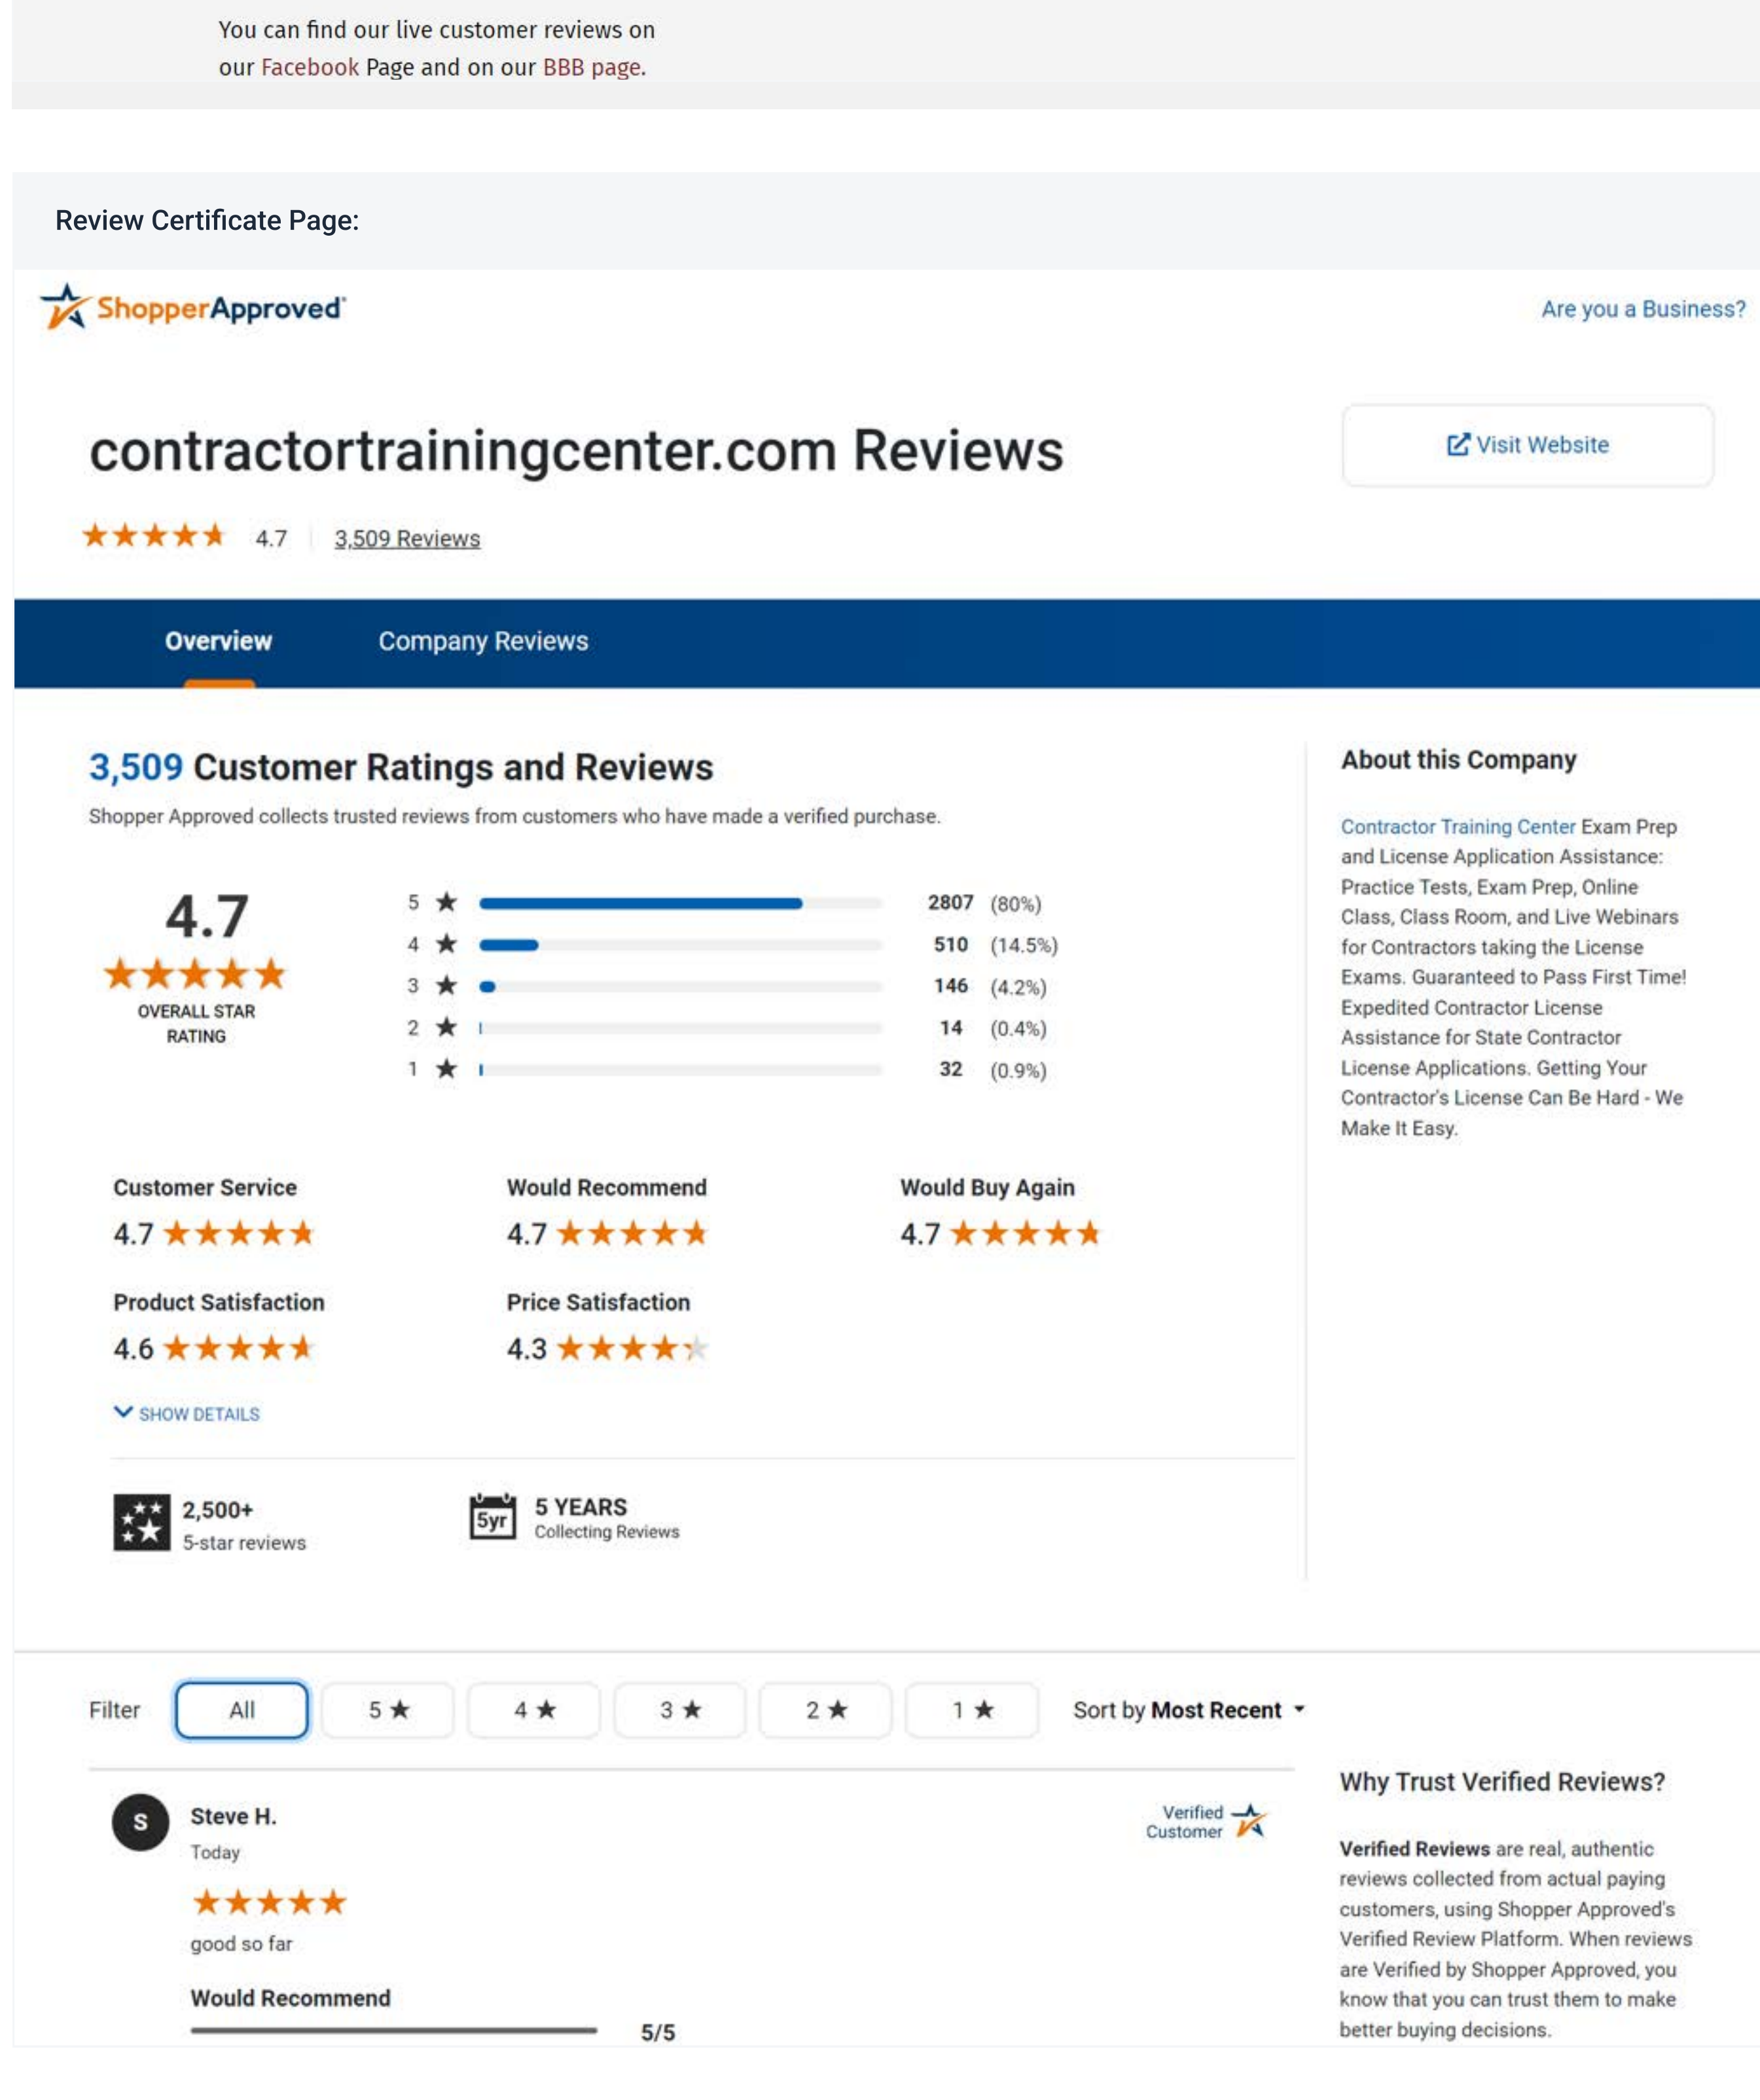 You can find our live customer reviews on
our Facebook Page and on our BBB page.
Review Certificate Page:
ShopperApproved
Are you a Business?
contractortrainingcenter.com Reviews
Visit Website
4.7 3,509 Reviews
Overview Company Reviews
3,509 Customer Ratings and Reviews
Shopper Approved collects trusted reviews from customers who have made a verified purchase.
4.7
OVERALL STAR
RATING
5 ★ 2807 (80%)
4 ★ 510 (14.5%)
3 ★ 146 (4.2%)
2 ★ 14 (0.4%)
1 ★ 32 (0.9%)
Customer Service
4.7
Would Recommend
4.7
Would Buy Again
4.7
Product Satisfaction
4.6
Price Satisfaction
4.3
SHOW DETAILS
2,500+
5-star reviews
5yr
5 YEARS
Collecting Reviews
About this Company
Contractor Training Center Exam Prep
and License Application Assistance:
Practice Tests, Exam Prep, Online
Class, Class Room, and Live Webinars
for Contractors taking the License
Exams. Guaranteed to Pass First Time!
Expedited Contractor License
Assistance for State Contractor
License Applications. Getting Your
Contractor's License Can Be Hard - We
Make It Easy.
Filter All 5 ★ 4 ★ 3 ★ 2 ★ 1 ★ Sort by Most Recent
S
Steve H.
Today
Verified
Customer
good so far
Would Recommend
5/5
Why Trust Verified Reviews?
Verified Reviews are real, authentic
reviews collected from actual paying
customers, using Shopper Approved's
Verified Review Platform. When reviews
are Verified by Shopper Approved, you
know that you can trust them to make
better buying decisions.